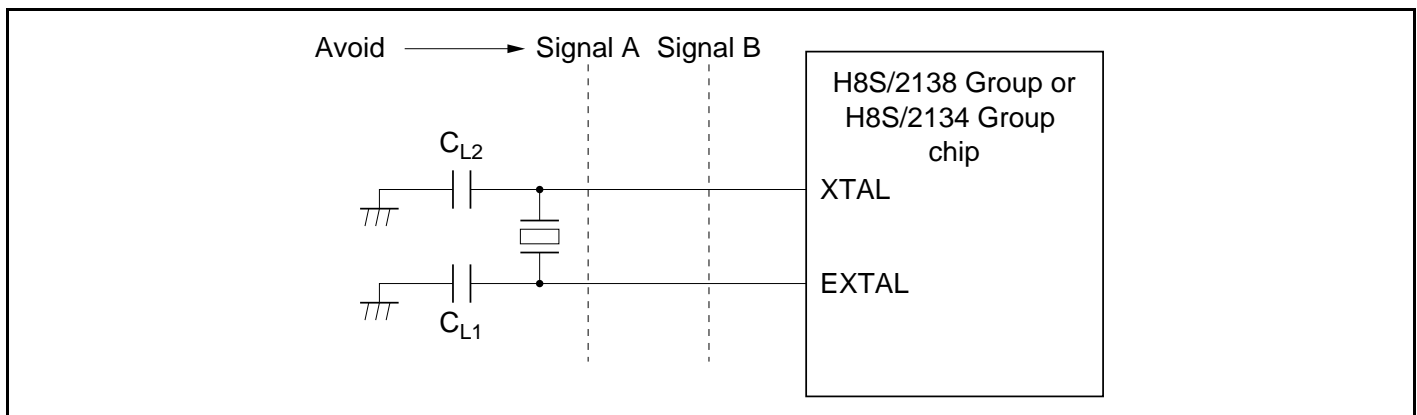 Avoid Signal A Signal B
H8S/2138 Group or
H8S/2134 Group
chip
CL2
XTAL
EXTAL
CL1